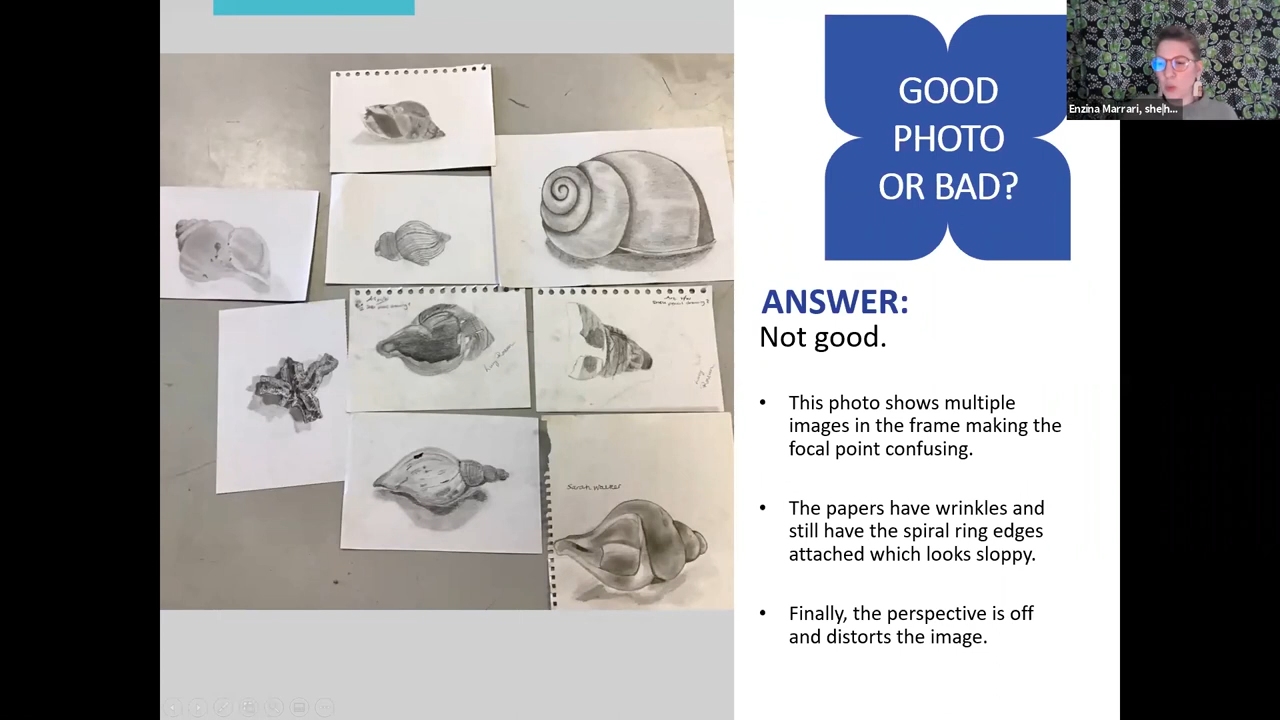 GOOD
PHOTO
OR BAD?
Enzina Marrari, she|h...
ANSWER:
Not good.
• This photo shows multiple
images in the frame making the
focal point confusing.
• The papers have wrinkles and
still have the spiral ring edges
attached which looks sloppy.
• Finally, the perspective is off
and distorts the image.
Sarah Walker